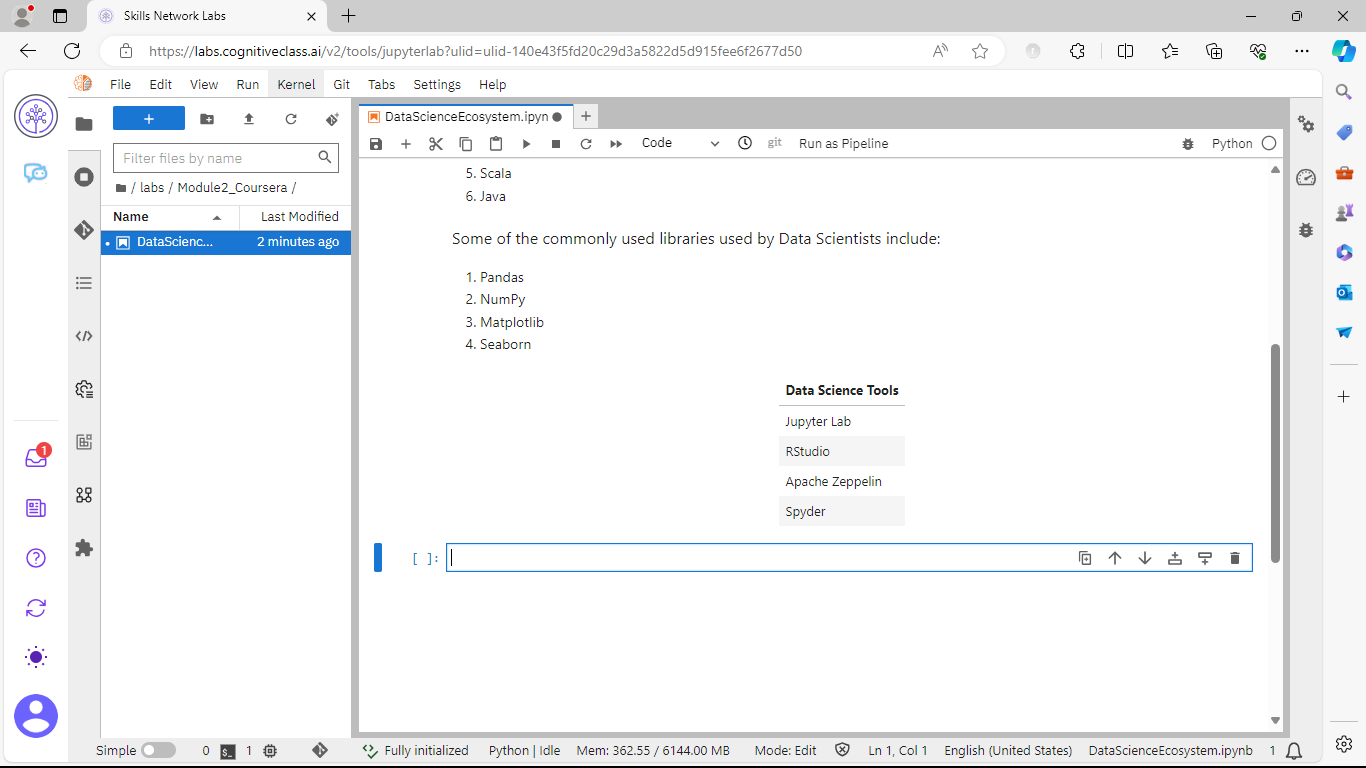 Skills Network Labs
https://labs.cognitiveclass.ai/v2/tools/jupyterlab?ulid=ulid-140e43f5fd20c29d3a5822d5d915fee6f2677d50
File Edit View Run Kernel Git Tabs Settings Help
DataScienceEcosystem.ipyn
Code
git
Run as Pipeline
Python
Filter files by name
/ labs / Module2_Coursera /
Name Last Modified
DataScienc... 2 minutes ago
5. Scala
6. Java
Some of the commonly used libraries used by Data Scientists include:
1. Pandas
2. NumPy
3. Matplotlib
4. Seaborn
Data Science Tools
Jupyter Lab
RStudio
Apache Zeppelin
Spyder
[ ]:
1
Simple 0 1 Fully initialized Python | Idle Mem: 362.55 / 6144.00 MB Mode: Edit Ln 1, Col 1 English (United States) DataScienceEcosystem.ipynb 1